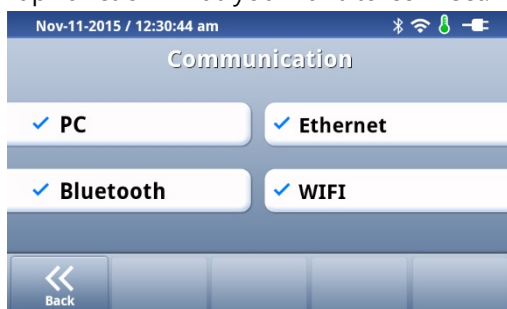 Nov-11-2015 / 12:30:44 am
Communication
PC
Ethernet
Bluetooth
WIFI
Back